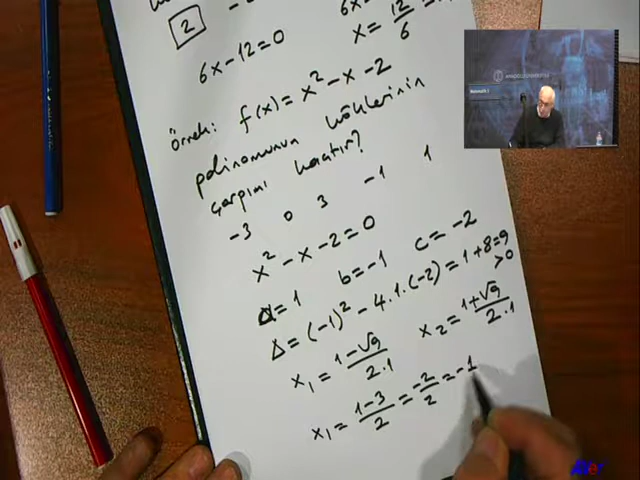 2
6x-12=0
x=12/6
Örnek: f(x)=x²-x-2
polinomunun köklerinin
çarpımı kaçtır?
-3 0 3 -1 1
x²-x-2=0
a=1 b=-1 c=-2
Δ=(-1)²-4.1.(-2)=1+8=9
>0
x₁=1-√9/2.1 x₂=1+√9/2.1
x₁=1-3/2=-2/2=-1